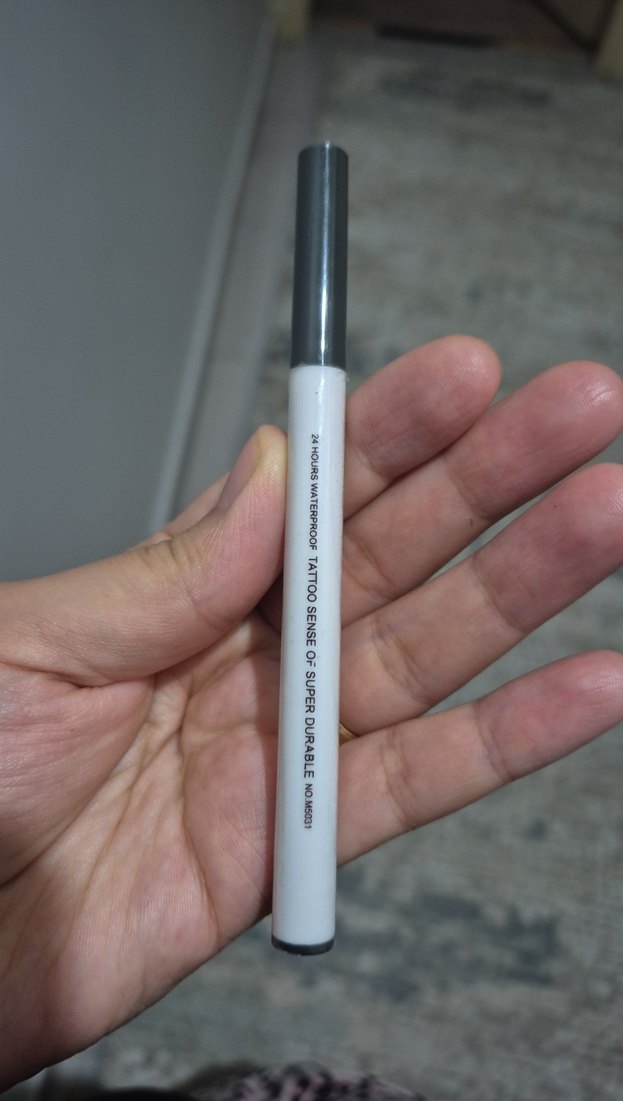 24 HOURS WATERPROOF TATTOO SENSE OF SUPER DURABLE NO:M5031